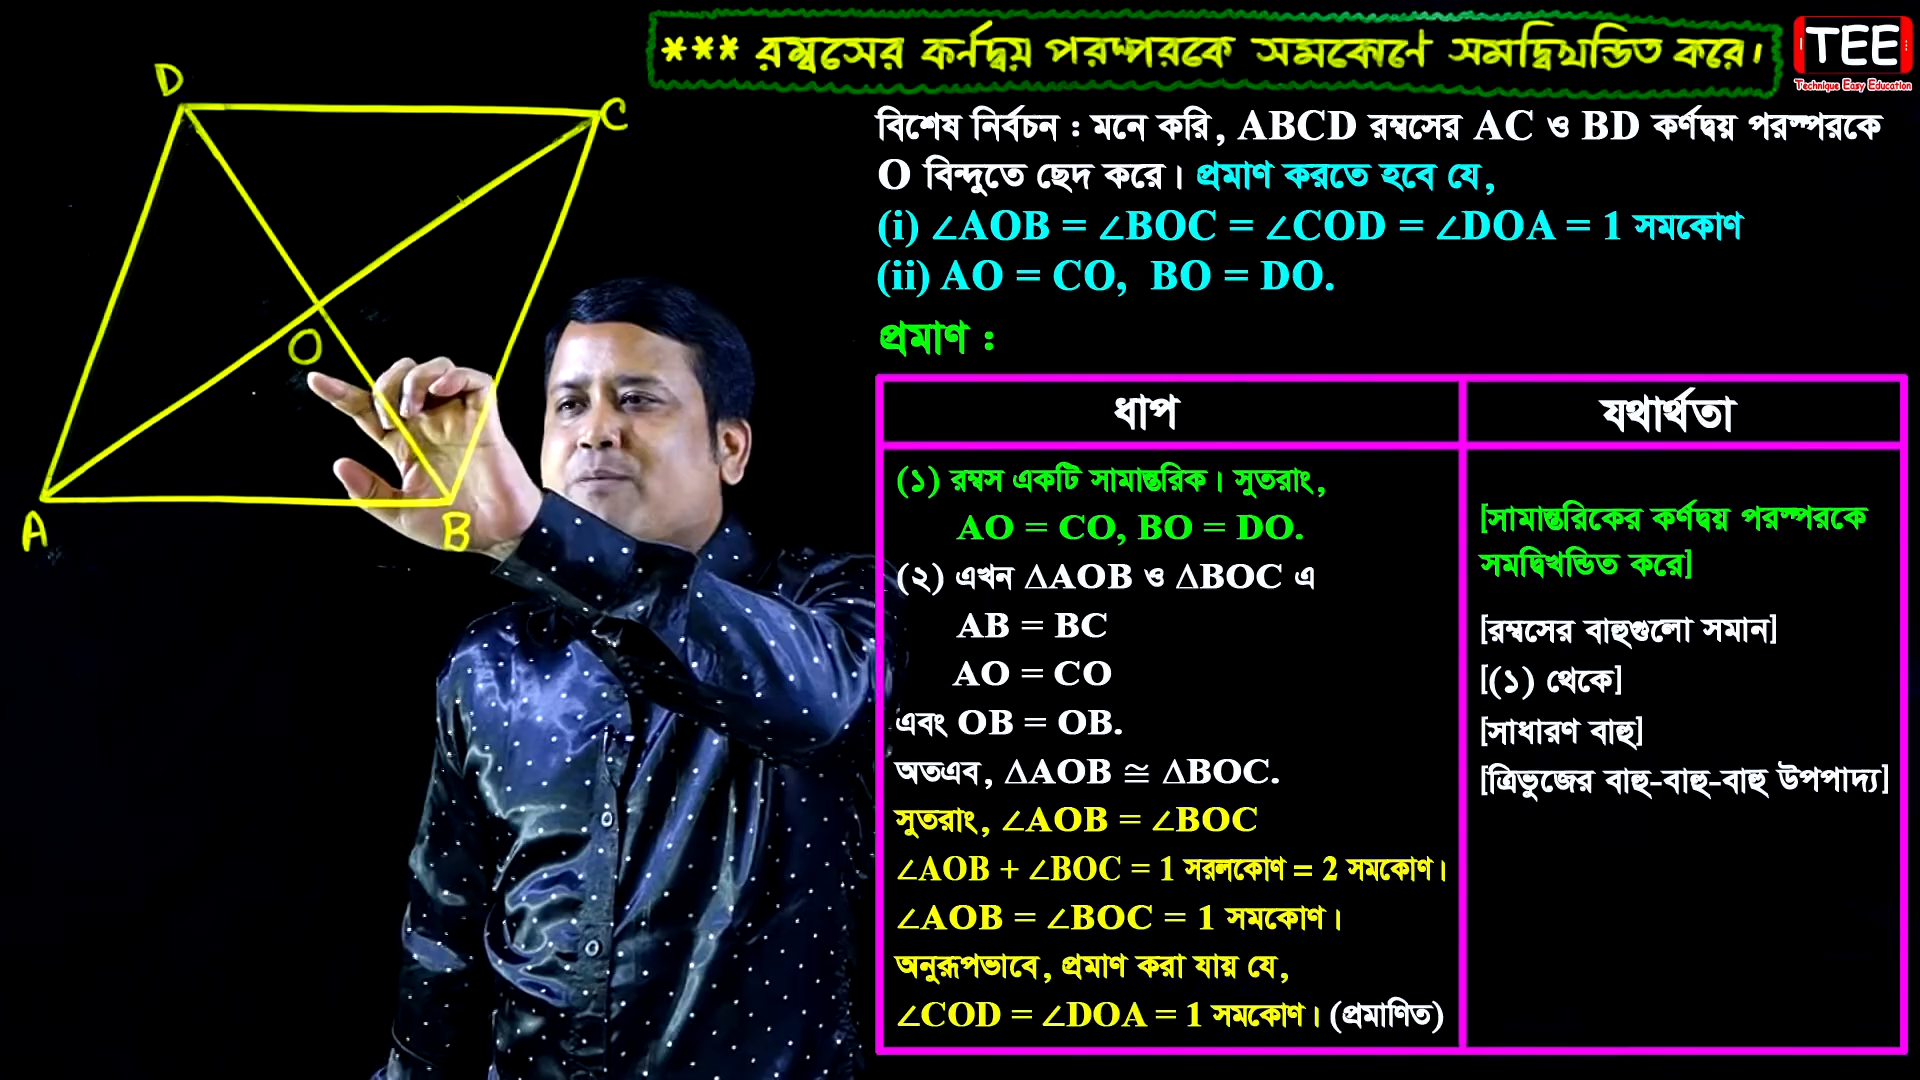 *** রম্বসের কর্ণদ্বয় পরস্পরকে সমকোণে সমদ্বিখন্ডিত করে।
TEE
Technique Easy Education
D
C
O
A
B
বিশেষ নির্বচন : মনে করি, ABCD রম্বসের AC ও BD কর্ণদ্বয় পরস্পরকে
O বিন্দুতে ছেদ করে। প্রমাণ করতে হবে যে,
(i) ∠AOB = ∠BOC = ∠COD = ∠DOA = 1 সমকোণ
(ii) AO = CO, BO = DO.
প্রমাণ :
ধাপ
যথার্থতা
(১) রম্বস একটি সামান্তরিক। সুতরাং,
AO = CO, BO = DO.
[সামান্তরিকের কর্ণদ্বয় পরস্পরকে
সমদ্বিখন্ডিত করে]
(২) এখন ΔAOB ও ΔBOC এ
AB = BC
[রম্বসের বাহুগুলো সমান]
AO = CO
[(১) থেকে]
এবং OB = OB.
[সাধারণ বাহু]
অতএব, ΔAOB ≅ ΔBOC.
[ত্রিভুজের বাহু-বাহু-বাহু উপপাদ্য]
সুতরাং, ∠AOB = ∠BOC
∠AOB + ∠BOC = 1 সরলকোণ = 2 সমকোণ।
∠AOB = ∠BOC = 1 সমকোণ।
অনুরূপভাবে, প্রমাণ করা যায় যে,
∠COD = ∠DOA = 1 সমকোণ। (প্রমাণিত)